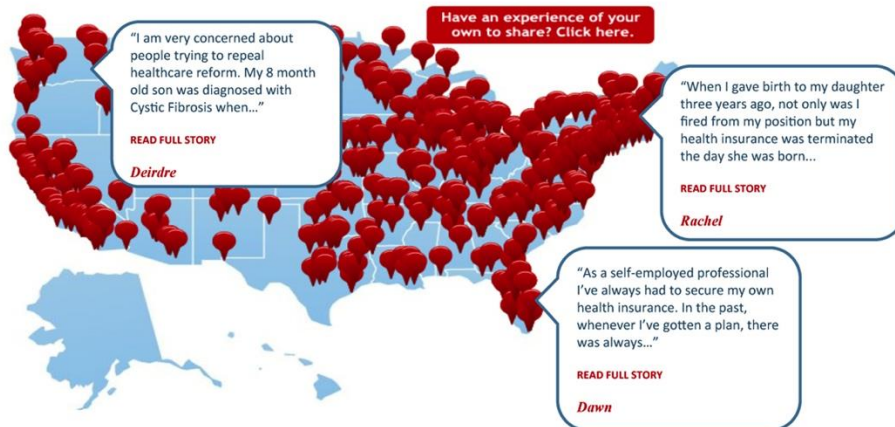 Have an experience of your
own to share? Click here.
“I am very concerned about
people trying to repeal
healthcare reform. My 8 month
old son was diagnosed with
Cystic Fibrosis when...”
READ FULL STORY
Deirdre
“When I gave birth to my daughter
three years ago, not only was I
fired from my position but my
health insurance was terminated
the day she was born...
READ FULL STORY
Rachel
“As a self-employed professional
I’ve always had to secure my own
health insurance. In the past,
whenever I’ve gotten a plan, there
was always...”
READ FULL STORY
Dawn